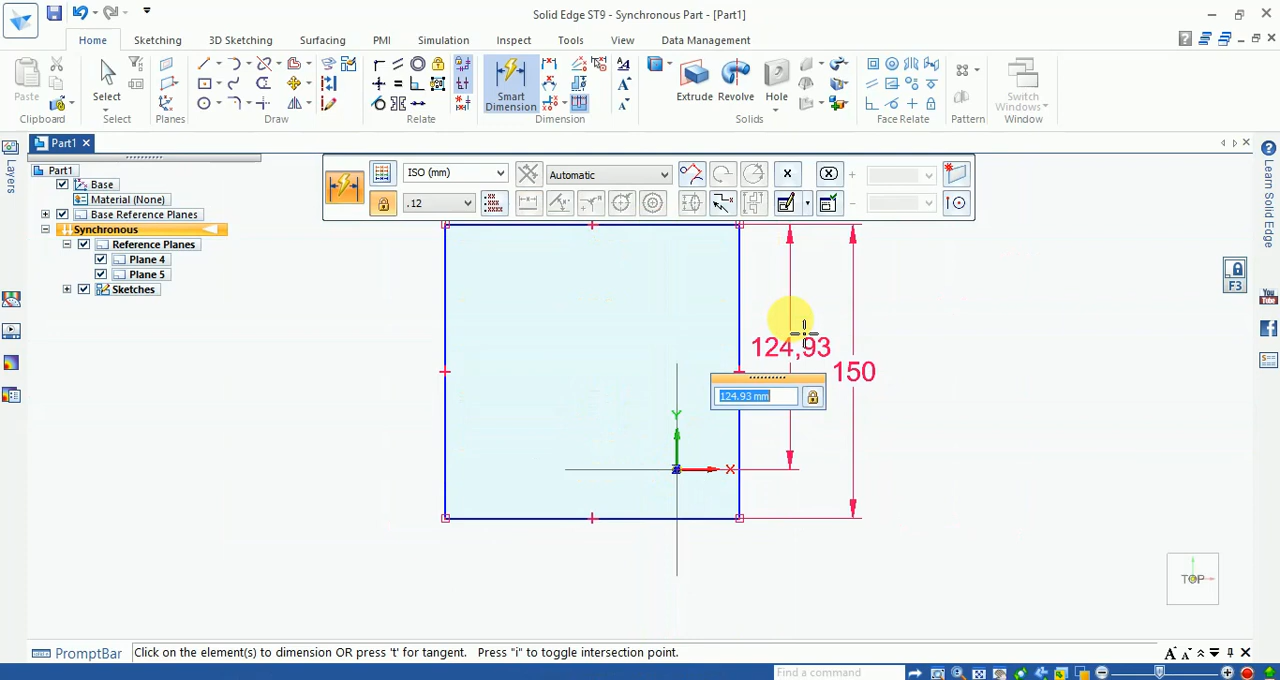 Solid Edge ST9 - Synchronous Part - [Part1]
Home
Sketching
3D Sketching
Surfacing
PMI
Simulation
Inspect
Tools
View
Data Management
Paste
Select
Smart Dimension
Extrude
Revolve
Hole
Switch Windows
Clipboard
Select
Planes
Draw
Relate
Dimension
Solids
Face Relate
Pattern
Window
Part1
Layers
Learn Solid Edge
Part1
Base
Material (None)
Base Reference Planes
Synchronous
Reference Planes
Plane 4
Plane 5
Sketches
ISO (mm)
Automatic
.12
F3
You Tube
124,93
150
124.93 mm
Y
X
TOP
PromptBar
Click on the element(s) to dimension OR press 't' for tangent. Press "i" to toggle intersection point.
Find a command